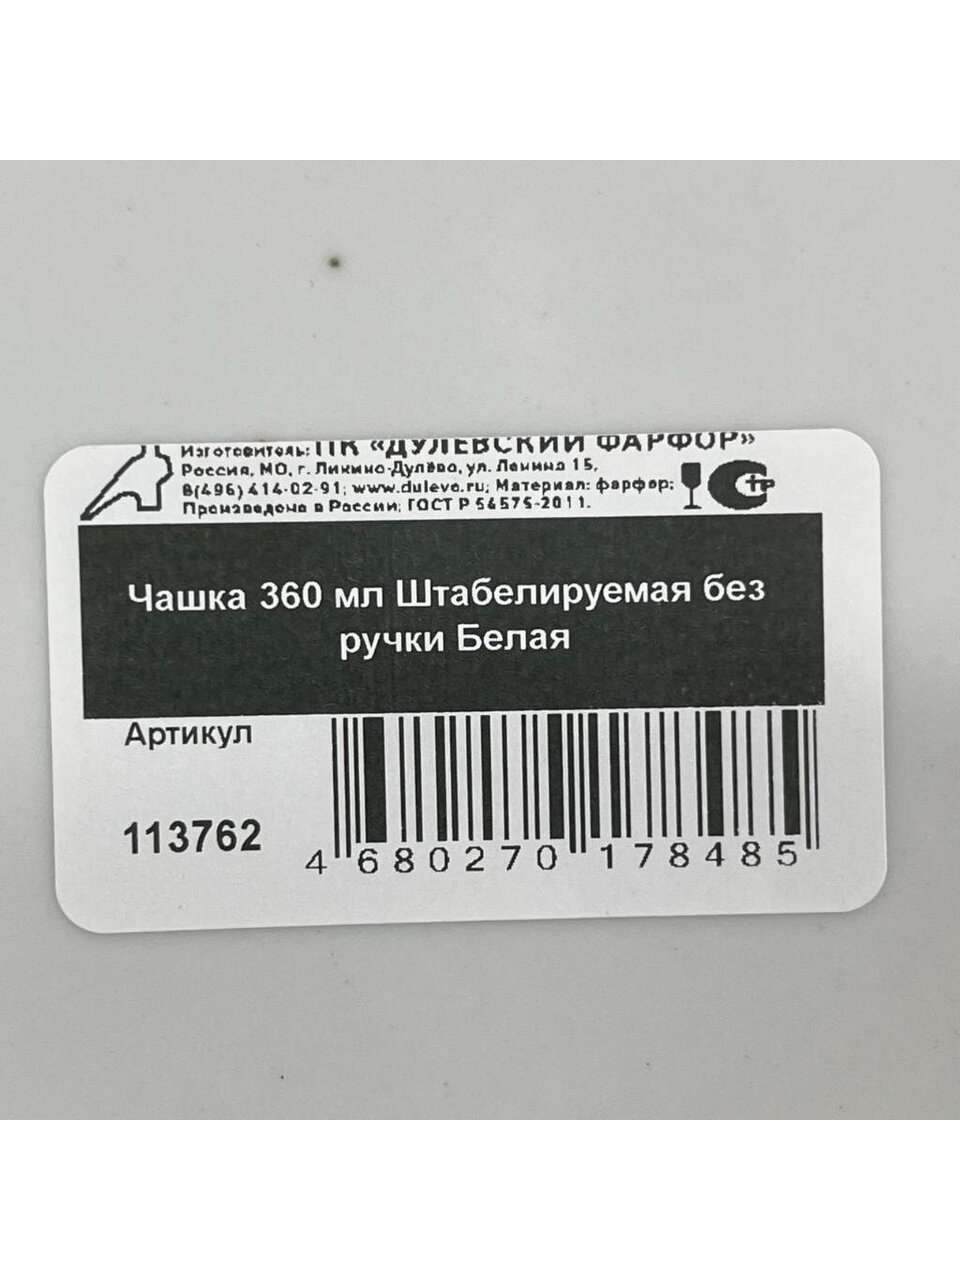 Изготовитель: ПК «ДУЛЕВСКИЙ ФАРФОР»
Россия, МО, г. Ликино-Дулёво, ул. Ленина 15,
8(496) 414-02-91; www.dulevo.ru; Материал: фарфор;
Произведено в России; ГОСТ Р 54575-2011.
Чашка 360 мл Штабелируемая без
ручки Белая
Артикул
113762
4 680270 178485